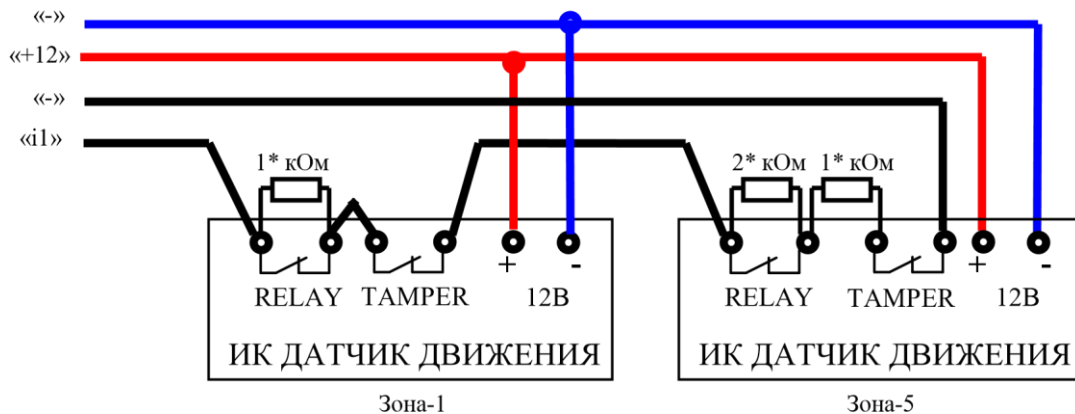 «-»
«+12»
«-»
«i1»
1* кОм
2* кОм 1* кОм
+ -
RELAY TAMPER 12В
ИК ДАТЧИК ДВИЖЕНИЯ
Зона-1
+ -
RELAY TAMPER 12В
ИК ДАТЧИК ДВИЖЕНИЯ
Зона-5